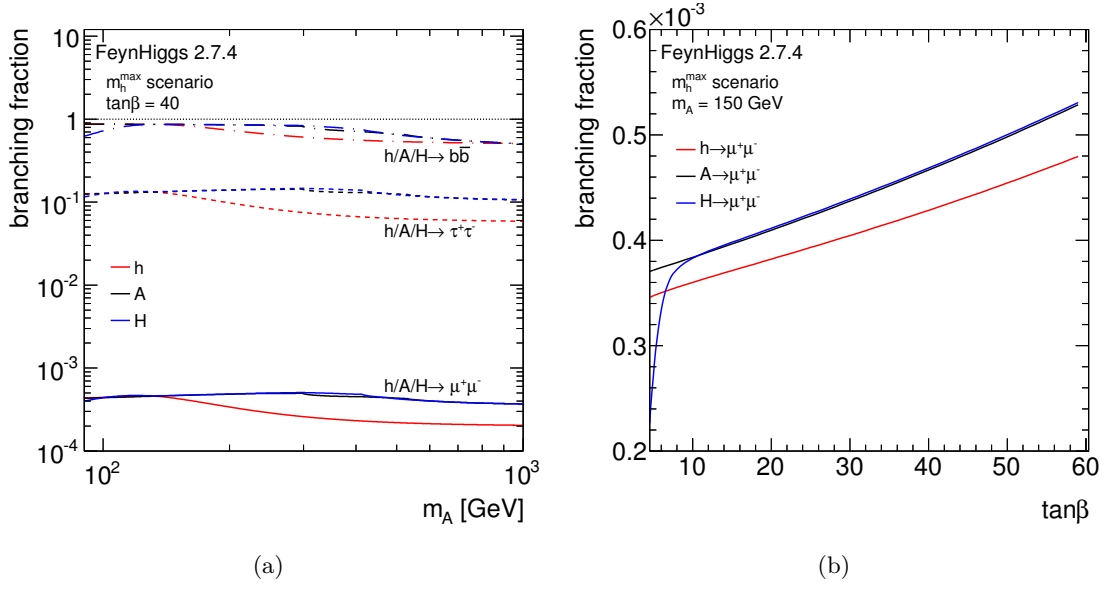 branching fraction
1
10⁻¹
10⁻²
10⁻³
10⁻⁴
FeynHiggs 2.7.4
m_h^max scenario
tanβ = 40
h/A/H→ bb̅
h/A/H→ τ⁺τ⁻
h
A
H
h/A/H→ μ⁺μ⁻
10²
10³
m_A [GeV]
(a)
branching fraction
×10⁻³
0.6
0.5
0.4
0.3
0.2
FeynHiggs 2.7.4
m_h^max scenario
m_A = 150 GeV
h→μ⁺μ⁻
A→μ⁺μ⁻
H→μ⁺μ⁻
10 20 30 40 50 60
tanβ
(b)